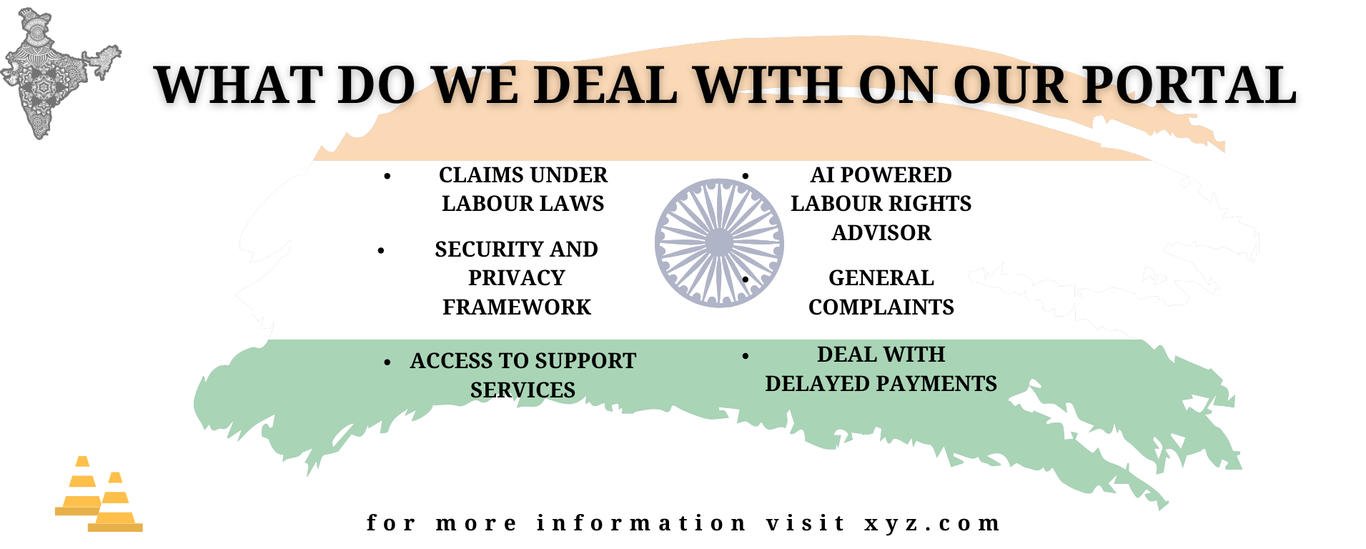 WHAT DO WE DEAL WITH ON OUR PORTAL
• CLAIMS UNDER
LABOUR LAWS
• SECURITY AND
PRIVACY
FRAMEWORK
• ACCESS TO SUPPORT
SERVICES
• AI POWERED
LABOUR RIGHTS
ADVISOR
• GENERAL
COMPLAINTS
• DEAL WITH
DELAYED PAYMENTS
for more information visit xyz.com